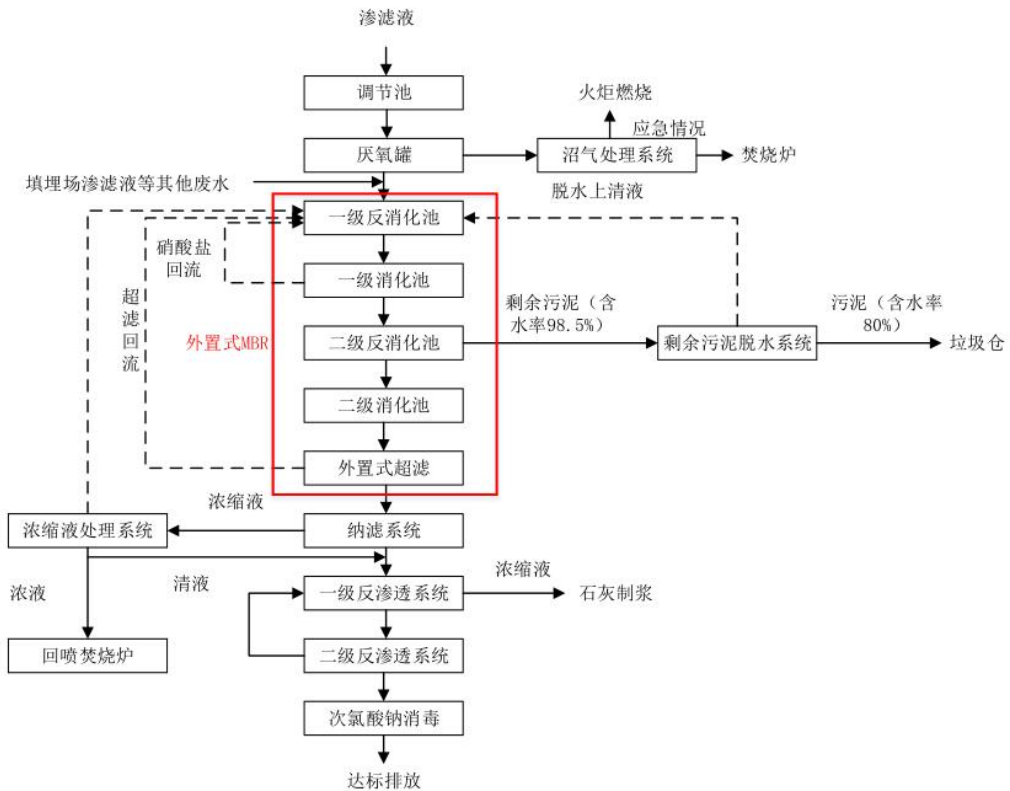 渗滤液
调节池
火炬燃烧
应急情况
厌氧罐
沼气处理系统
焚烧炉
填埋场渗滤液等其他废水
脱水上清液
一级反消化池
硝酸盐
回流
一级消化池
超
滤
回
流
剩余污泥（含
水率98.5%）
污泥（含水率
80%）
外置式MBR
二级反消化池
剩余污泥脱水系统
垃圾仓
二级消化池
外置式超滤
浓缩液
浓缩液处理系统
纳滤系统
浓液
清液
浓缩液
一级反渗透系统
石灰制浆
回喷焚烧炉
二级反渗透系统
次氯酸钠消毒
达标排放